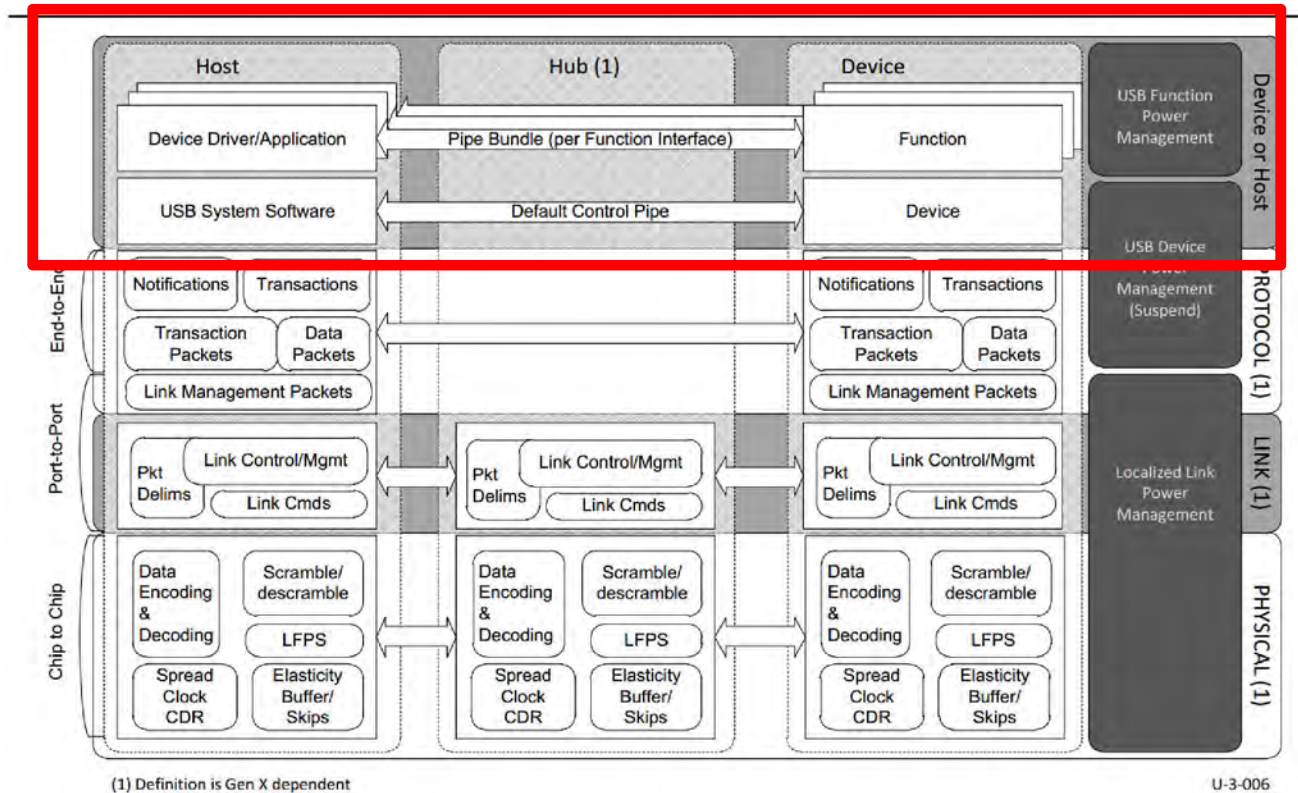 Host
Hub (1)
Device
Device Driver/Application
Pipe Bundle (per Function Interface)
Function
USB System Software
Default Control Pipe
Device
USB Function
Power
Management
Device or Host
End-to-End
Notifications
Transactions
Transaction
Packets
Data
Packets
Link Management Packets
Notifications
Transactions
Transaction
Packets
Data
Packets
Link Management Packets
USB Device
Power
Management
(Suspend)
PROTOCOL (1)
Port-to-Port
Pkt
Delims
Link Control/Mgmt
Link Cmds
Pkt
Delims
Link Control/Mgmt
Link Cmds
Pkt
Delims
Link Control/Mgmt
Link Cmds
Localized Link
Power
Management
LINK (1)
Chip to Chip
Data
Encoding
&
Decoding
Scramble/
descramble
LFPS
Spread
Clock
CDR
Elasticity
Buffer/
Skips
Data
Encoding
&
Decoding
Scramble/
descramble
LFPS
Spread
Clock
CDR
Elasticity
Buffer/
Skips
Data
Encoding
&
Decoding
Scramble/
descramble
LFPS
Spread
Clock
CDR
Elasticity
Buffer/
Skips
PHYSICAL (1)
(1) Definition is Gen X dependent
U-3-006